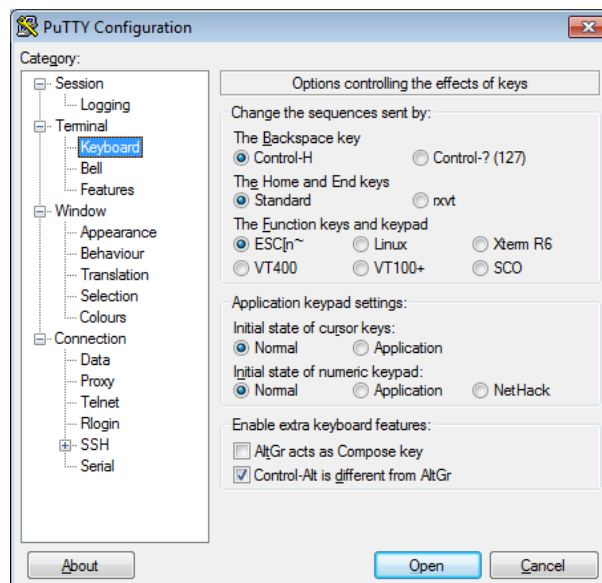 PuTTY Configuration
Category:
Session
Logging
Terminal
Keyboard
Bell
Features
Window
Appearance
Behaviour
Translation
Selection
Colours
Connection
Data
Proxy
Telnet
Rlogin
SSH
Serial
Options controlling the effects of keys
Change the sequences sent by:
The Backspace key
Control-H Control-? (127)
The Home and End keys
Standard rxvt
The Function keys and keypad
ESC[n~ Linux Xterm R6
VT400 VT100+ SCO
Application keypad settings:
Initial state of cursor keys:
Normal Application
Initial state of numeric keypad:
Normal Application NetHack
Enable extra keyboard features:
AltGr acts as Compose key
Control-Alt is different from AltGr
About Open Cancel